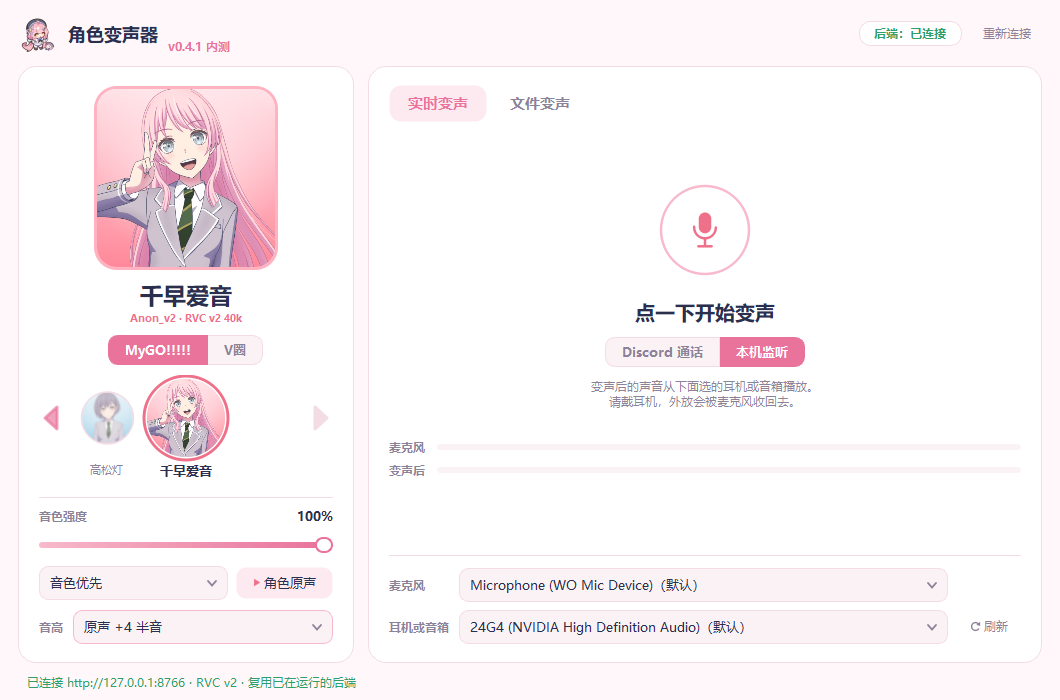 角色变声器 v0.4.1 内测
后端：已连接
重新连接
千早爱音
Anon_v2 · RVC v2 40k
MyGO!!!!!
V圈
高松灯
千早爱音
音色强度
100%
音色优先
角色原声
音高
原声 +4 半音
实时变声
文件变声
点一下开始变声
Discord 通话
本机监听
变声后的声音从下面选的耳机或音箱播放。
请戴耳机，外放会被麦克风收回去。
麦克风
变声后
麦克风
Microphone (WO Mic Device)（默认）
耳机或音箱
24G4 (NVIDIA High Definition Audio)（默认）
刷新
已连接 http://127.0.0.1:8766 · RVC v2 · 复用已在运行的后端